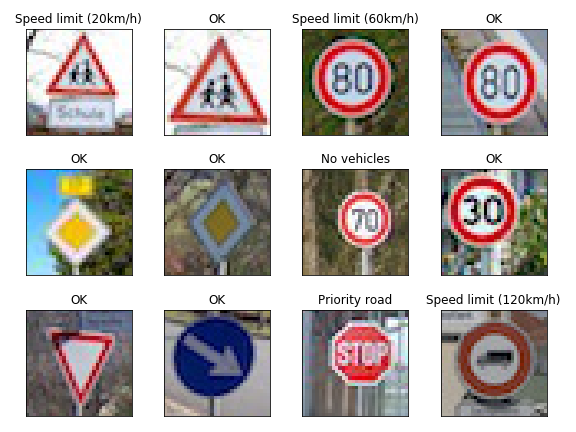 Speed limit (20km/h)
OK
Speed limit (60km/h)
OK
Schule
80
80
OK
OK
No vehicles
OK
70
30
OK
OK
Priority road
Speed limit (120km/h)
STOP